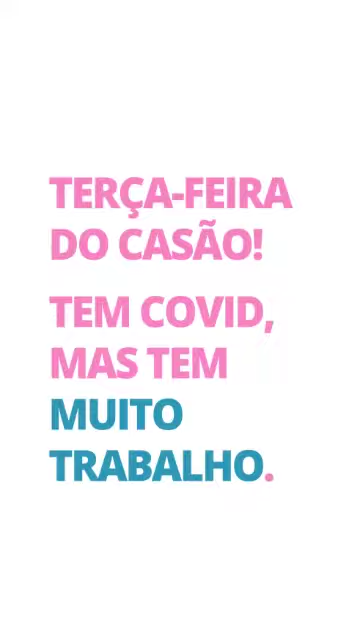 TERÇA-FEIRA
DO CASÃO!
TEM COVID,
MAS TEM
MUITO
TRABALHO.